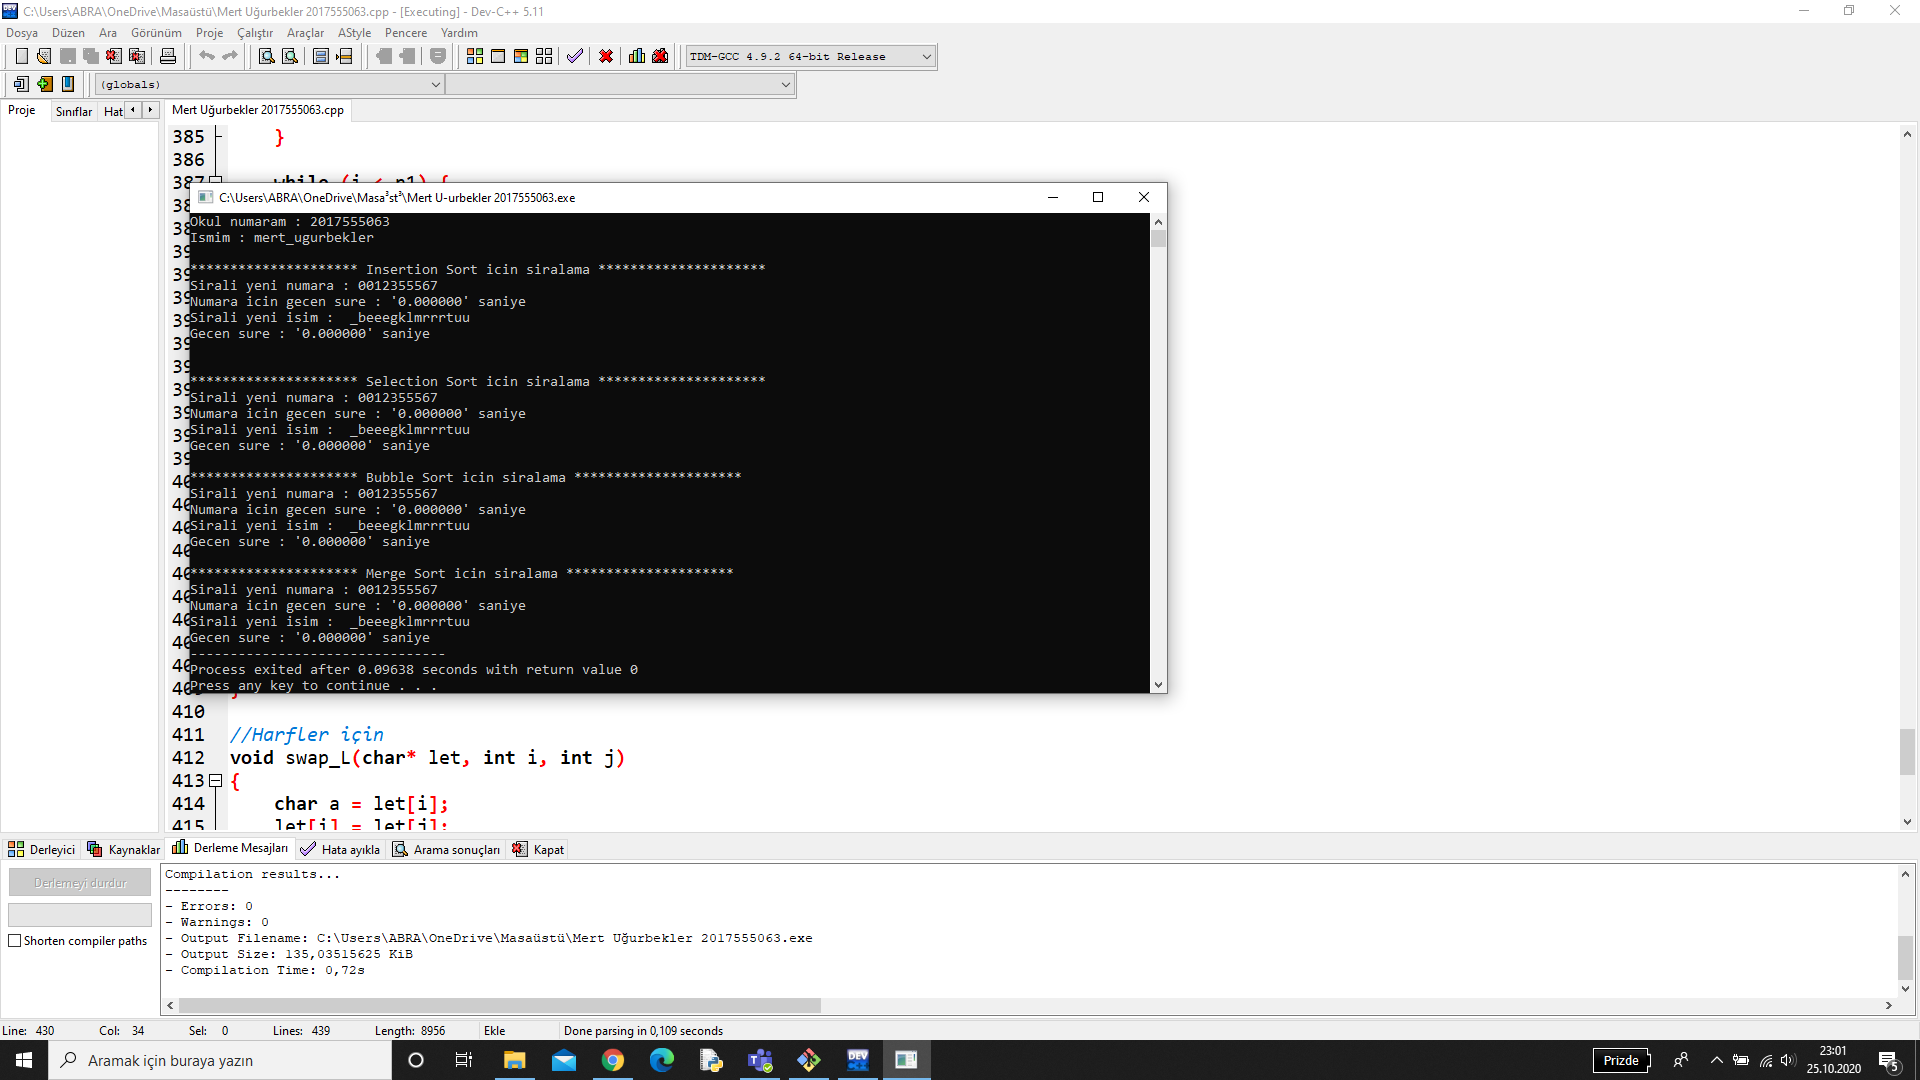 C:\Users\ABRA\OneDrive\Masaüstü\Mert Uğurbekler 2017555063.cpp - [Executing] - Dev-C++ 5.11
Dosya Düzen Ara Görünüm Proje Çalıştır Araçlar AStyle Pencere Yardım
TDM-GCC 4.9.2 64-bit Release
(globals)
Proje Sınıflar Hat
Mert Uğurbekler 2017555063.cpp
385 }
386
387
C:\Users\ABRA\OneDrive\Masa³st³\Mert U-urbekler 2017555063.exe
Okul numaram : 2017555063
Ismim : mert_ugurbekler
********************* Insertion Sort icin siralama *********************
Sirali yeni numara : 0012355567
Numara icin gecen sure : '0.000000' saniye
Sirali yeni isim :  _beeegklmrrrtuu
Gecen sure : '0.000000' saniye
********************* Selection Sort icin siralama *********************
Sirali yeni numara : 0012355567
Numara icin gecen sure : '0.000000' saniye
Sirali yeni isim :  _beeegklmrrrtuu
Gecen sure : '0.000000' saniye
********************* Bubble Sort icin siralama *********************
Sirali yeni numara : 0012355567
Numara icin gecen sure : '0.000000' saniye
Sirali yeni isim :  _beeegklmrrrtuu
Gecen sure : '0.000000' saniye
********************* Merge Sort icin siralama *********************
Sirali yeni numara : 0012355567
Numara icin gecen sure : '0.000000' saniye
Sirali yeni isim :  _beeegklmrrrtuu
Gecen sure : '0.000000' saniye
--------------------------------
Process exited after 0.09638 seconds with return value 0
Press any key to continue . . .
410
411 //Harfler için
412 void swap_L(char* let, int i, int j)
413 {
414 char a = let[i];
415 let[i] = let[j];
Derleyici Kaynaklar Derleme Mesajları Hata ayıkla Arama sonuçları Kapat
Derlemeyi durdur
Shorten compiler paths
Compilation results...
--------
- Errors: 0
- Warnings: 0
- Output Filename: C:\Users\ABRA\OneDrive\Masaüstü\Mert Uğurbekler 2017555063.exe
- Output Size: 135,03515625 KiB
- Compilation Time: 0,72s
Line: 430 Col: 34 Sel: 0 Lines: 439 Length: 8956 Ekle Done parsing in 0,109 seconds
Aramak için buraya yazın
DEV
Prizde
23:01
25.10.2020
5